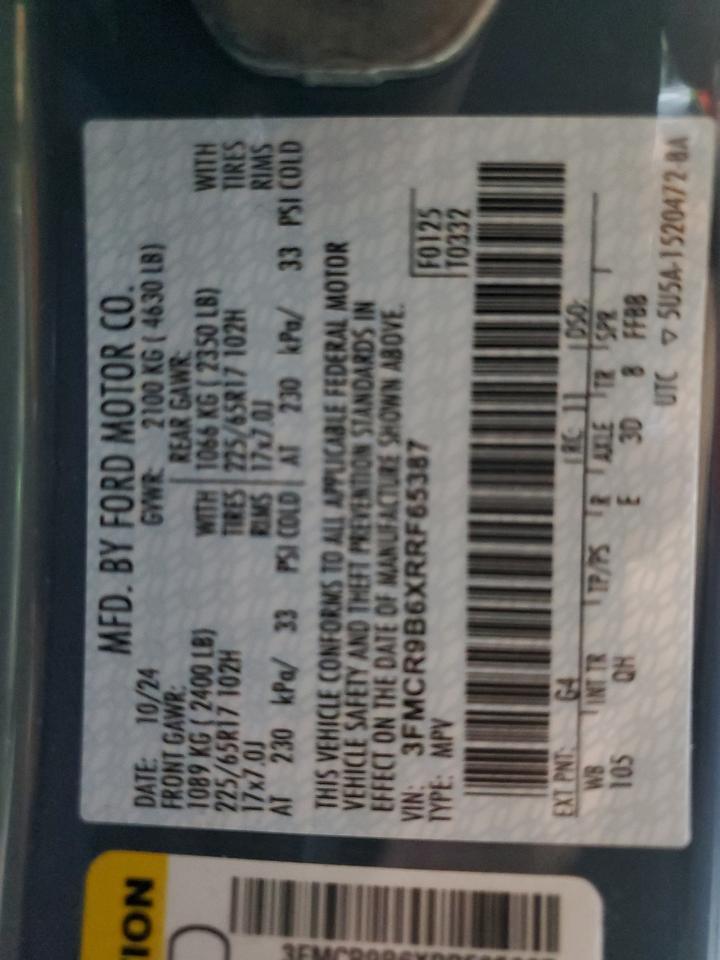 MFD. BY FORD MOTOR CO.
DATE: 10/24 GVWR: 2100 KG ( 4630 LB)
FRONT GAWR: REAR GAWR:
1089 KG ( 2400 LB) WITH 1066 KG ( 2350 LB) WITH
225/65R17 102H TIRES 225/65R17 102H TIRES
17x7.0J RIMS 17x7.0J RIMS
AT 230 kPa/ 33 PSI COLD AT 230 kPa/ 33 PSI COLD
THIS VEHICLE CONFORMS TO ALL APPLICABLE FEDERAL MOTOR
VEHICLE SAFETY AND THEFT PREVENTION STANDARDS IN
EFFECT ON THE DATE OF MANUFACTURE SHOWN ABOVE.
VIN: 3FMCR9B6XRRF65387 F0125
TYPE: MPV T0332
EXT PNT: G4 RC: 11 DSO:
WB INT TR TP/PS R AXLE TR SPR
105 QH E 30 8 FFBB
UTC ▽ 5U5A-1520472-BA
TION